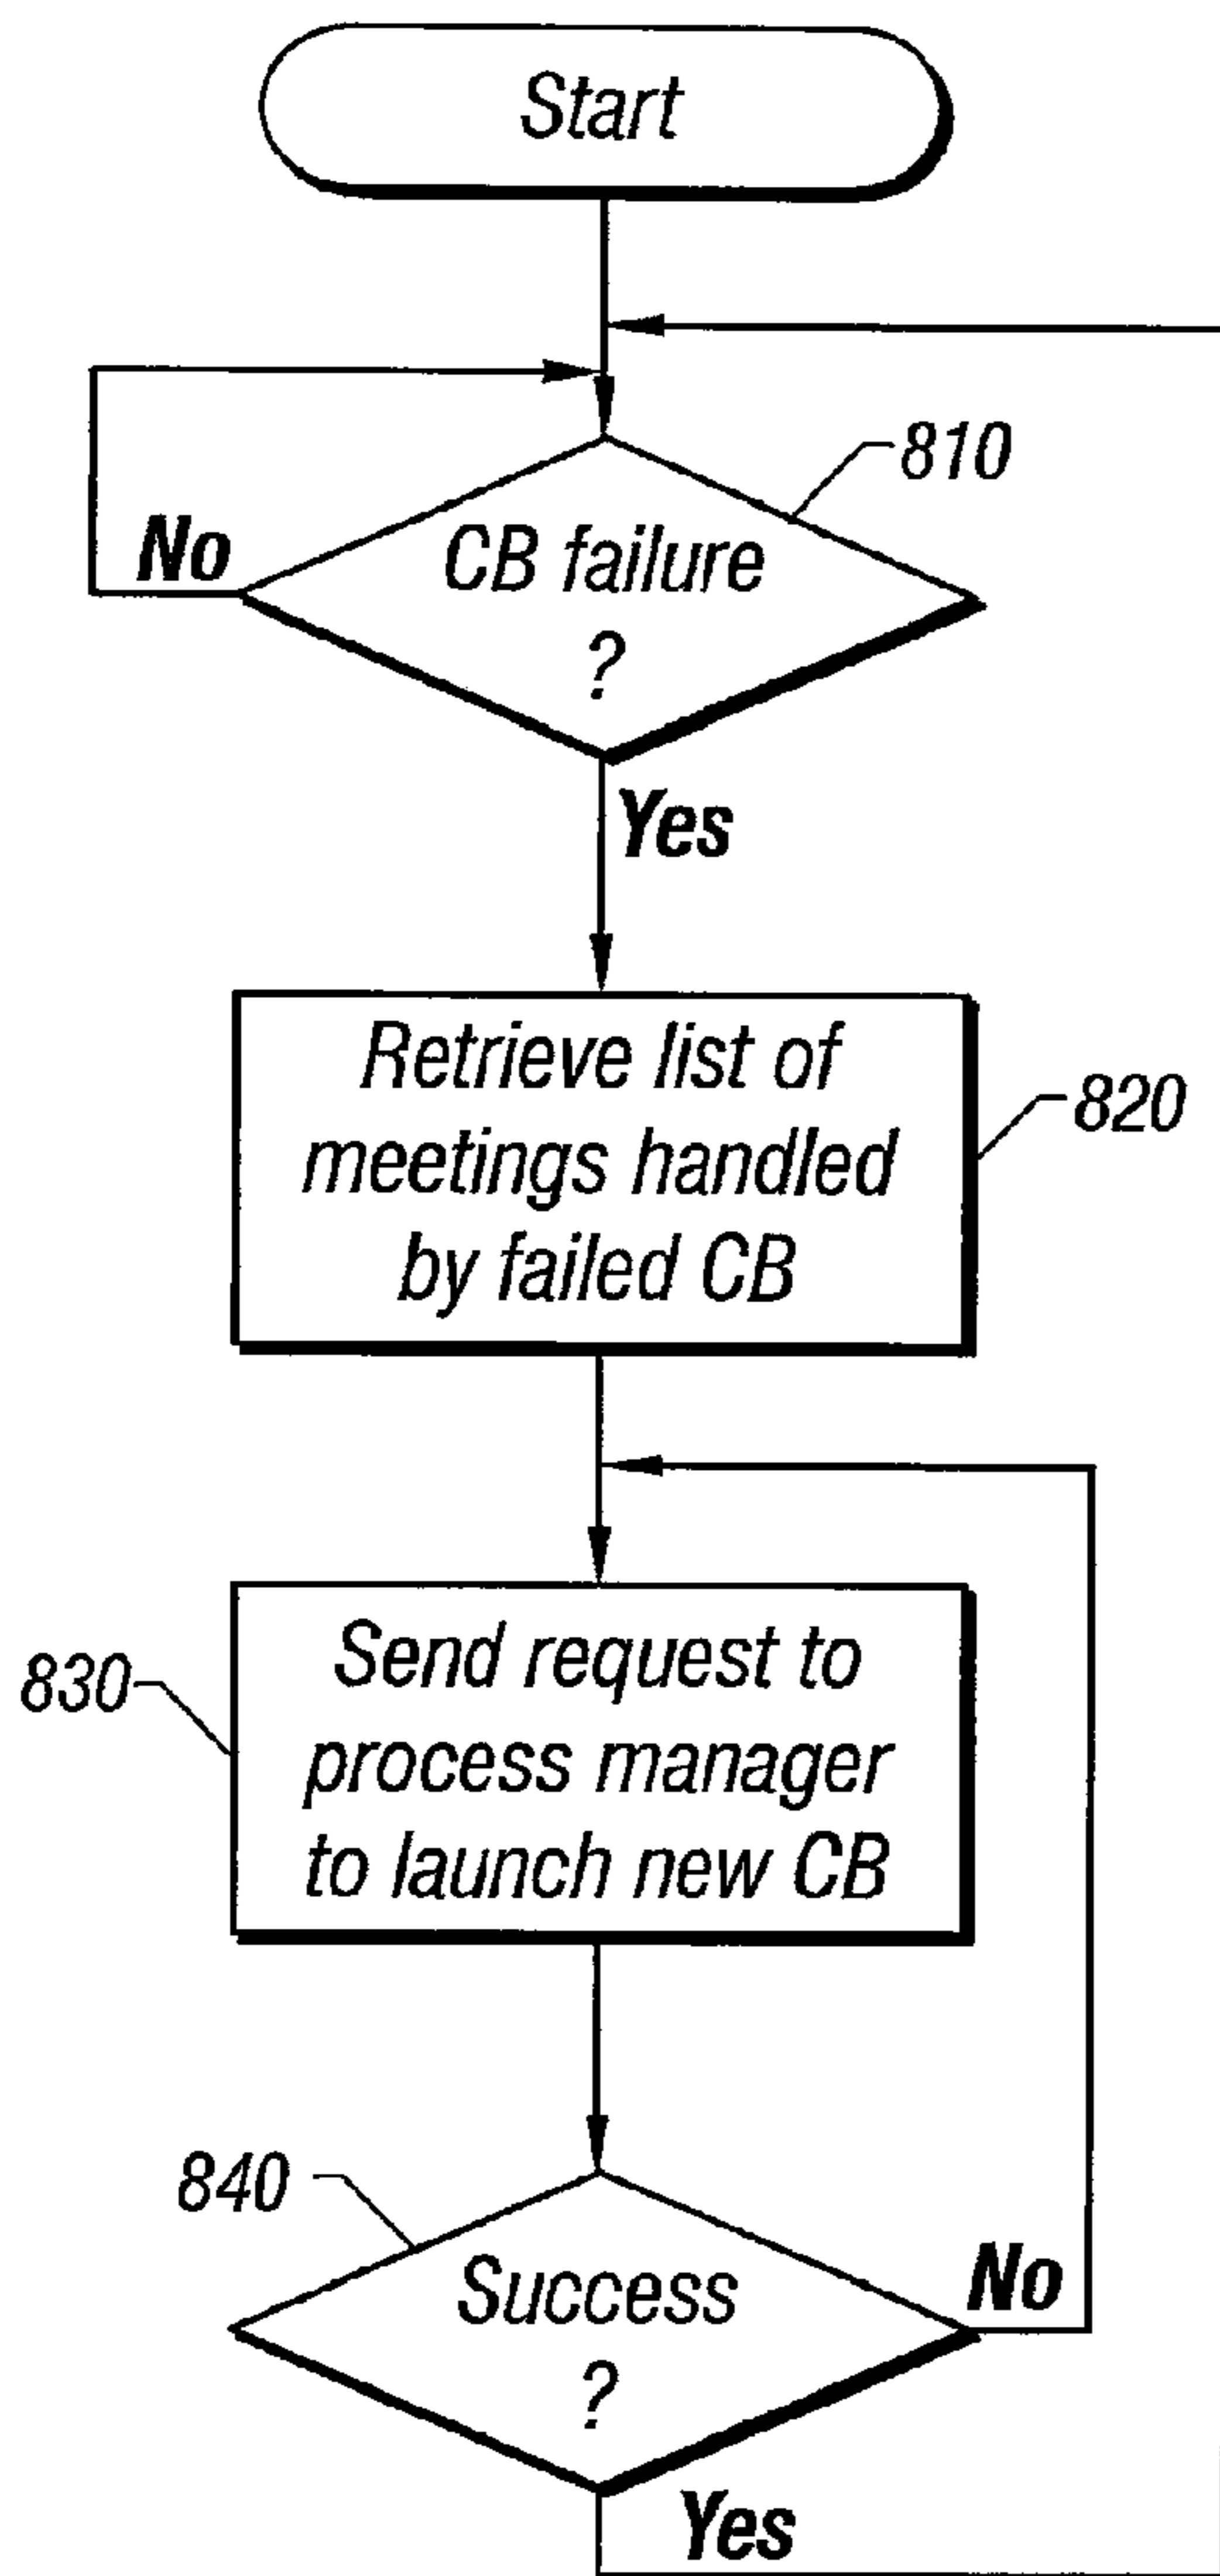 Start
810
CB failure
?
No
Yes
Retrieve list of
meetings handled
by failed CB
820
Send request to
process manager
to launch new CB
830
840
Success
?
No
Yes